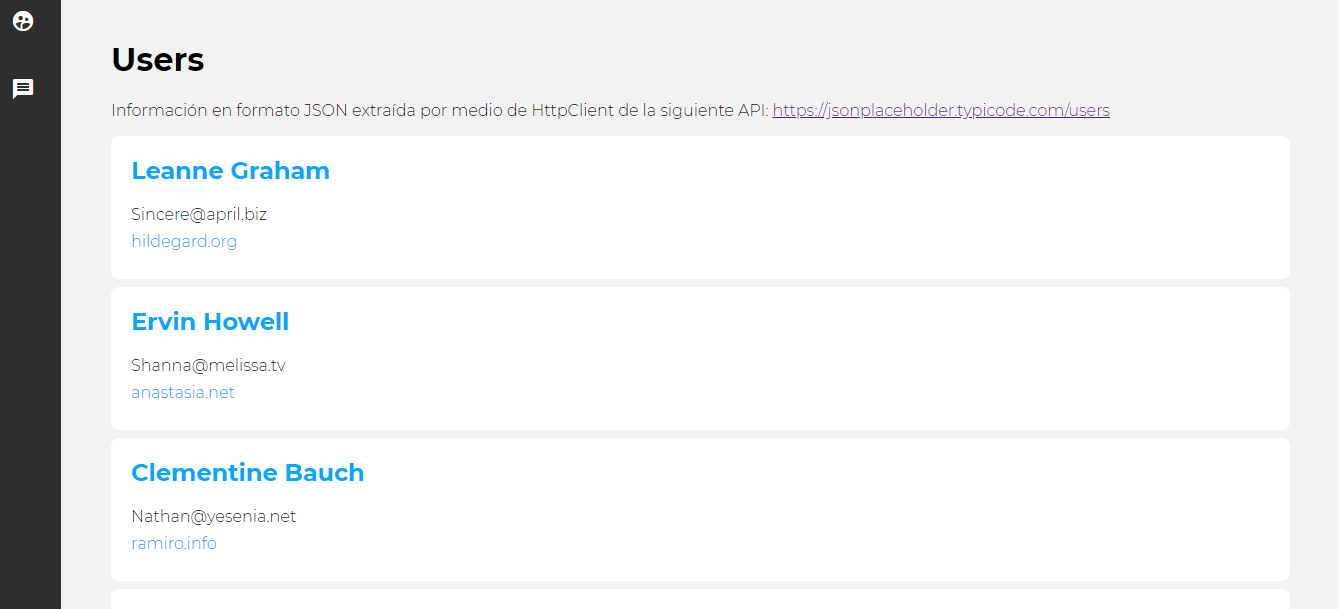 Users
Información en formato JSON extraída por medio de HttpClient de la siguiente API: https://jsonplaceholder.typicode.com/users
Leanne Graham
Sincere@april.biz
hildegard.org
Ervin Howell
Shanna@melissa.tv
anastasia.net
Clementine Bauch
Nathan@yesenia.net
ramiro.info